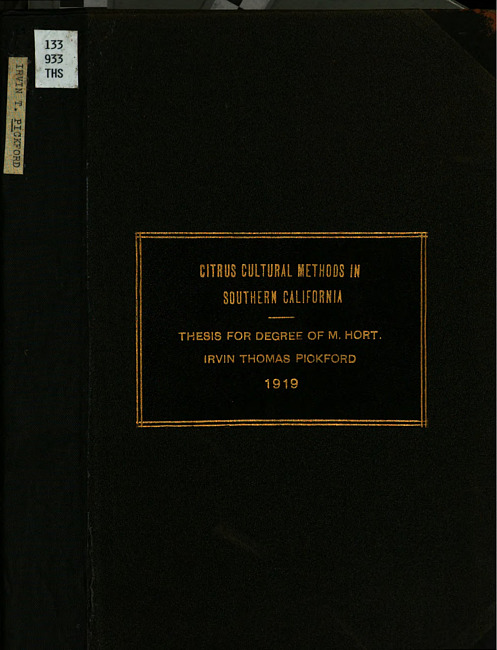 133
933
THS
IRVIN T. PICKFORD
CITRUS CULTURAL METHODS IN
SOUTHERN CALIFORNIA
THESIS FOR DEGREE OF M. HORT.
IRVIN THOMAS PICKFORD
1919